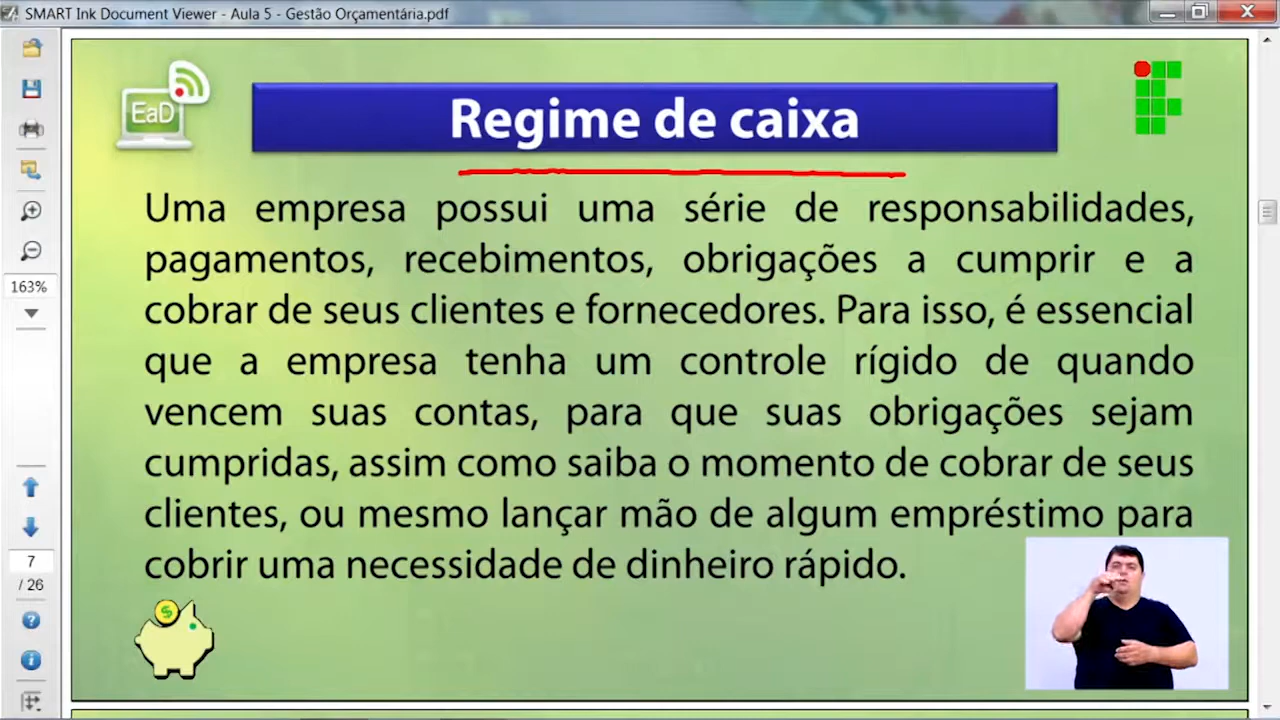 SMART Ink Document Viewer - Aula 5 - Gestão Orçamentária.pdf
EaD
Regime de caixa
Uma empresa possui uma série de responsabilidades,
pagamentos, recebimentos, obrigações a cumprir e a
cobrar de seus clientes e fornecedores. Para isso, é essencial
que a empresa tenha um controle rígido de quando
vencem suas contas, para que suas obrigações sejam
cumpridas, assim como saiba o momento de cobrar de seus
clientes, ou mesmo lançar mão de algum empréstimo para
cobrir uma necessidade de dinheiro rápido.
163%
7
/ 26
$